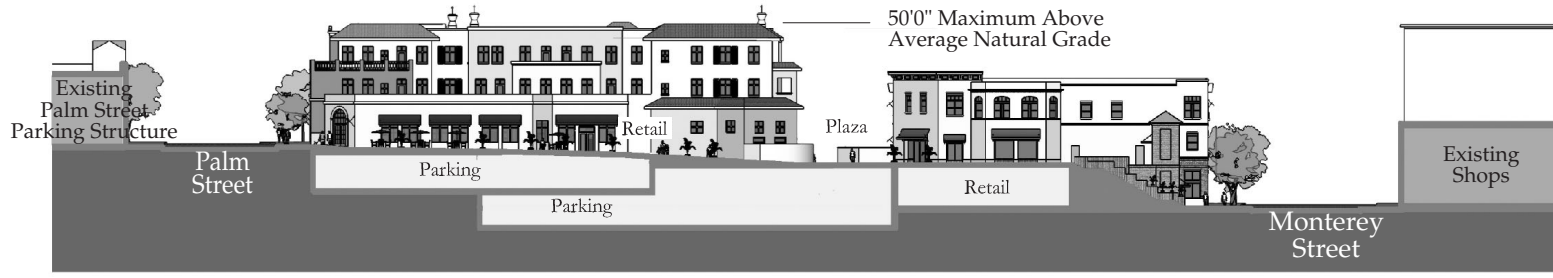 50'0" Maximum Above
Average Natural Grade
Existing
Palm Street
Parking Structure
Palm
Street
Retail
Parking
Parking
Plaza
Retail
Existing
Shops
Monterey
Street